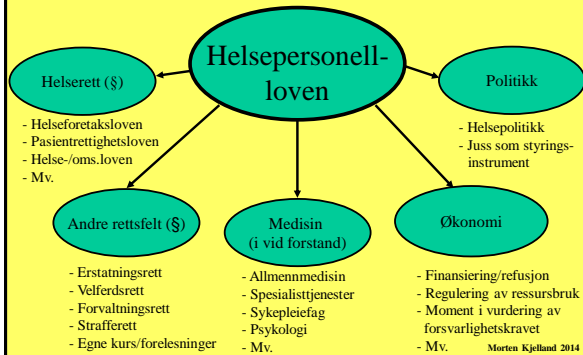 Helsepersonell-
loven
Helserett (§)
- Helseforetaksloven
- Pasientrettighetsloven
- Helse-/oms.loven
- Mv.
Politikk
- Helsepolitikk
- Juss som styrings-
instrument
Andre rettsfelt (§)
- Erstatningsrett
- Velferdsrett
- Forvaltningsrett
- Strafferett
- Egne kurs/forelesninger
Medisin
(i vid forstand)
- Allmennmedisin
- Spesialisttjenester
- Sykepleiefag
- Psykologi
- Mv.
Økonomi
- Finansiering/refusjon
- Regulering av ressursbruk
- Moment i vurdering av
forsvarlighetskravet
- Mv.
Morten Kjelland 2014